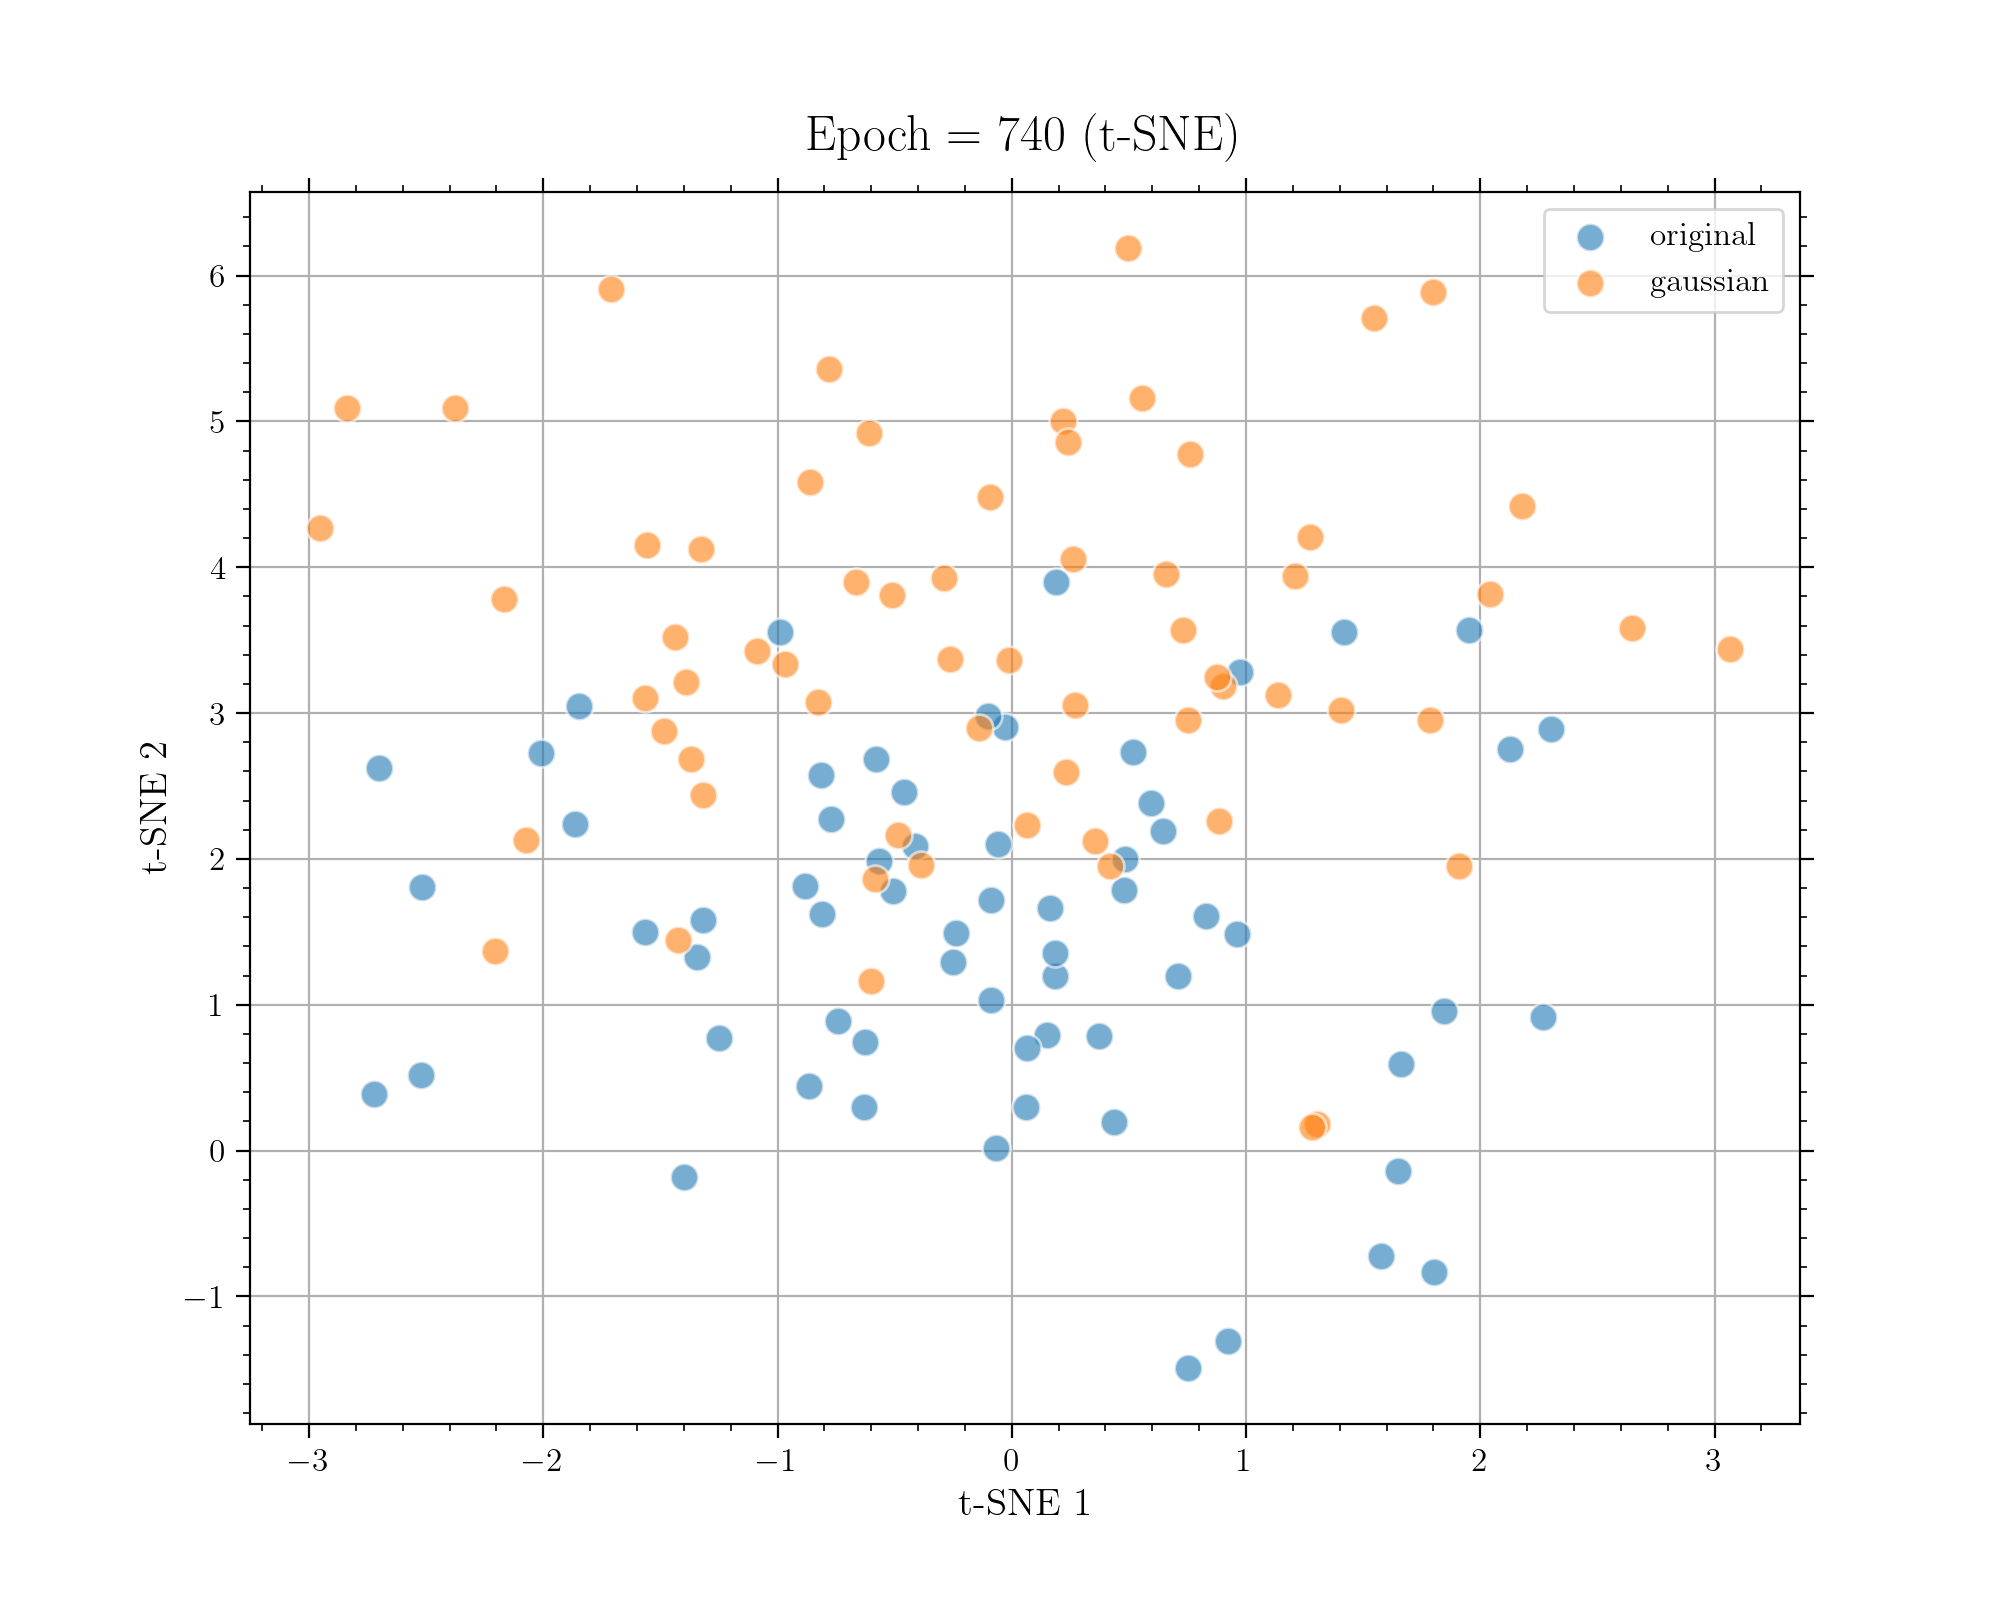 Epoch = 740 (t-SNE)
original
gaussian
6
5
4
3
2
1
0
−1
t-SNE 2
−3 −2 −1 0 1 2 3
t-SNE 1